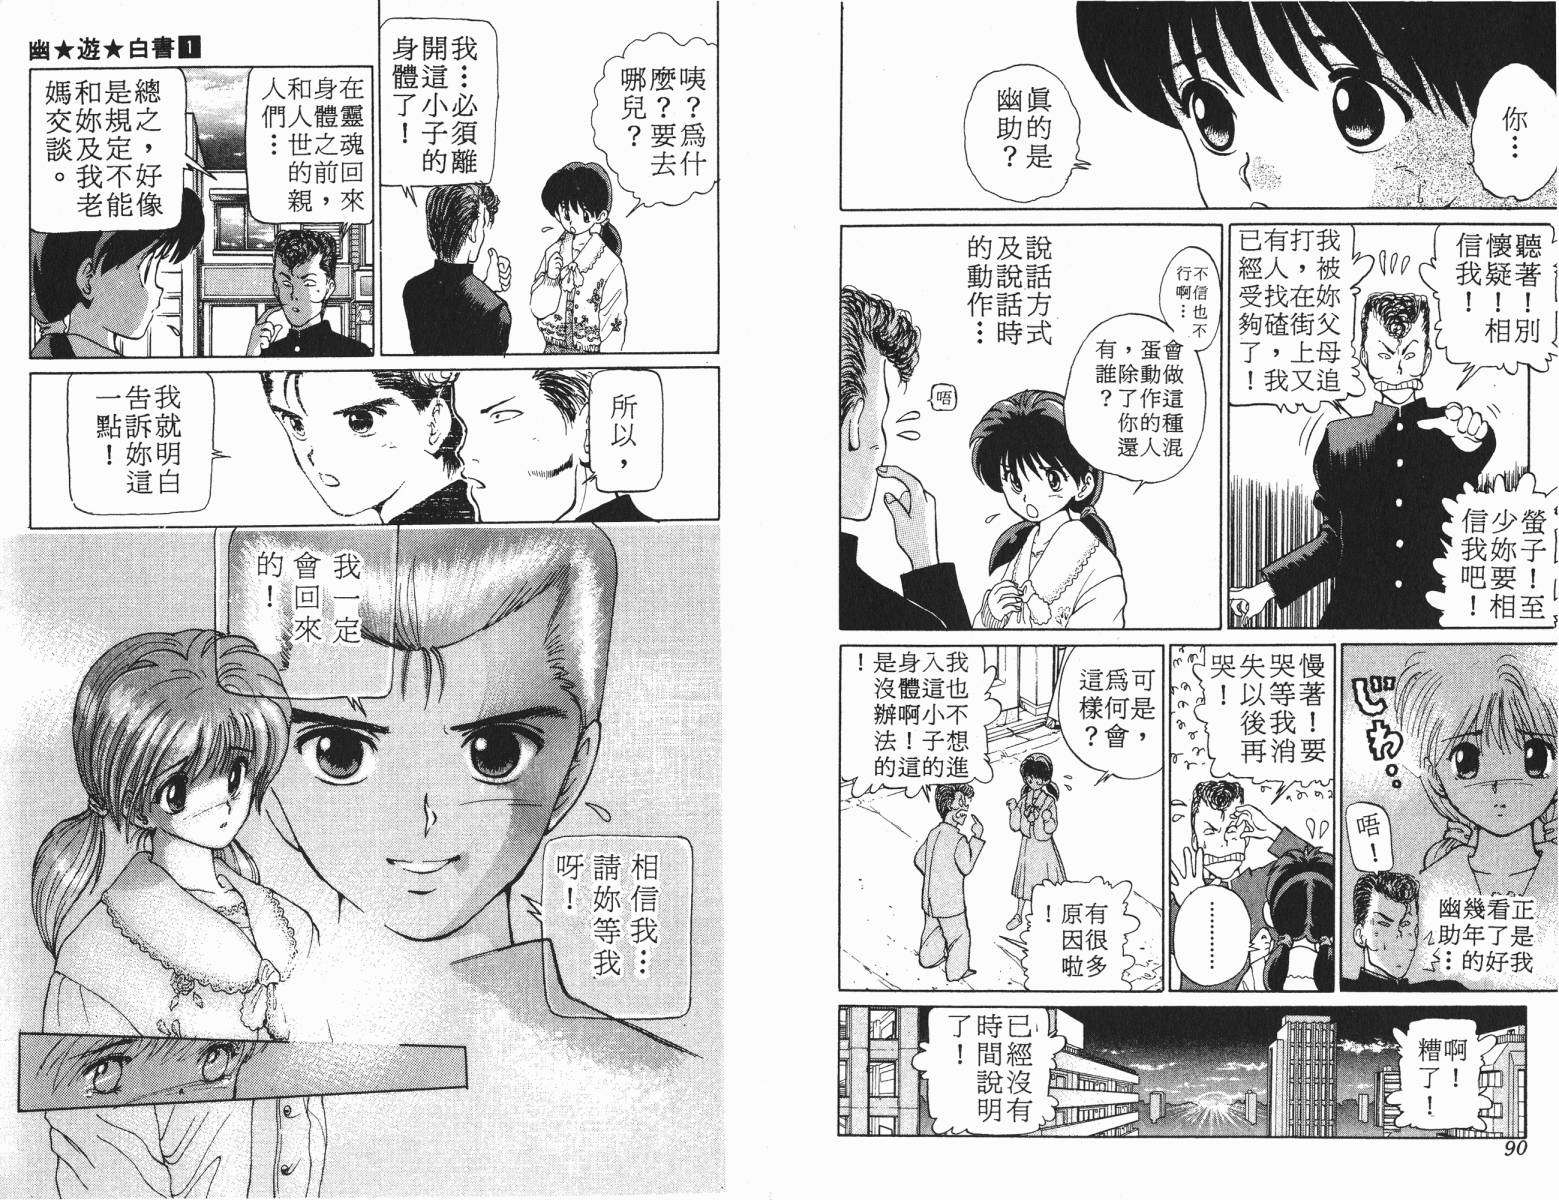 你…
眞的是
幽助？
聽著！別
懷疑！相
信我！
我被妳父母追
打，在街上又
有人找碴，我
已經受夠了！
螢子！至
少妳要相
信我吧！
不信也不
行啊…
會做這種混
蛋動作的人
，除了你還
有誰？
說話方式
及說話時
的動作…
唔
じわ。
唔！
正是我
看了好
幾年的
幽助…
慢著！要
哭等我消
失以後再
哭！
………
可是，
爲何會
這樣？
我也不想進
入這小子的
身體啊！這
是沒辦法的
！
有很多
原因啦
！
啊！
糟了！
已經沒有
時間說明
了！
90
幽★遊★白書1
咦？爲什
麼？要去
哪兒？
我…必須離
開這小子的
身體了！
在靈魂回來
身體之前，
和人世的親
人們…
總之，好像
是規定不能
和妳及我老
媽交談。
所以，
我就明白
告訴妳這
一點！
我一定
會回來
的！
相信我…
請妳等我
呀！